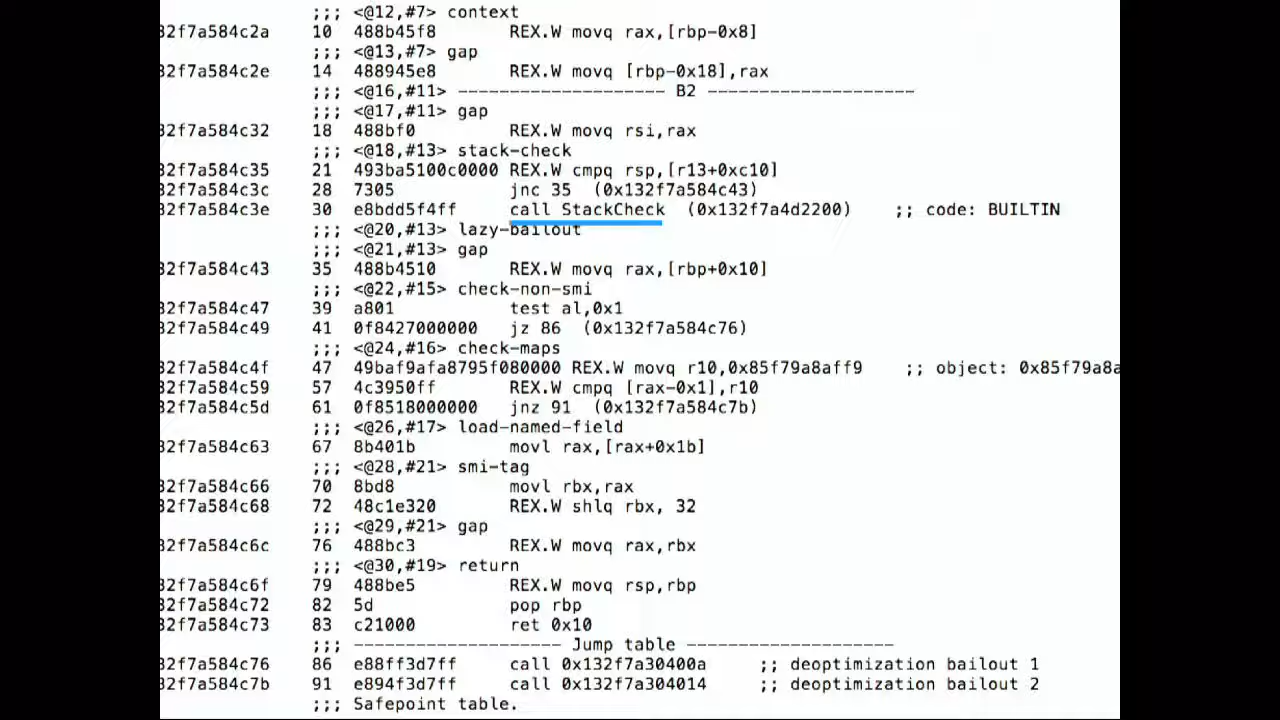 ;;; <@12,#7> context
32f7a584c2a 10 488b45f8 REX.W movq rax,[rbp-0x8]
;;; <@13,#7> gap
32f7a584c2e 14 488945e8 REX.W movq [rbp-0x18],rax
;;; <@16,#11> -------------------- B2 --------------------
;;; <@17,#11> gap
32f7a584c32 18 488bf0 REX.W movq rsi,rax
;;; <@18,#13> stack-check
32f7a584c35 21 493ba5100c0000 REX.W cmpq rsp,[r13+0xc10]
32f7a584c3c 28 7305 jnc 35 (0x132f7a584c43)
32f7a584c3e 30 e8bdd5f4ff call StackCheck (0x132f7a4d2200) ;; code: BUILTIN
;;; <@20,#13> lazy-bailout
;;; <@21,#13> gap
32f7a584c43 35 488b4510 REX.W movq rax,[rbp+0x10]
;;; <@22,#15> check-non-smi
32f7a584c47 39 a801 test al,0x1
32f7a584c49 41 0f8427000000 jz 86 (0x132f7a584c76)
;;; <@24,#16> check-maps
32f7a584c4f 47 49baf9afa8795f080000 REX.W movq r10,0x85f79a8aff9 ;; object: 0x85f79a8a
32f7a584c59 57 4c3950ff REX.W cmpq [rax-0x1],r10
32f7a584c5d 61 0f8518000000 jnz 91 (0x132f7a584c7b)
;;; <@26,#17> load-named-field
32f7a584c63 67 8b401b movl rax,[rax+0x1b]
;;; <@28,#21> smi-tag
32f7a584c66 70 8bd8 movl rbx,rax
32f7a584c68 72 48c1e320 REX.W shlq rbx, 32
;;; <@29,#21> gap
32f7a584c6c 76 488bc3 REX.W movq rax,rbx
;;; <@30,#19> return
32f7a584c6f 79 488be5 REX.W movq rsp,rbp
32f7a584c72 82 5d pop rbp
32f7a584c73 83 c21000 ret 0x10
;;; -------------------- Jump table --------------------
32f7a584c76 86 e88ff3d7ff call 0x132f7a30400a ;; deoptimization bailout 1
32f7a584c7b 91 e894f3d7ff call 0x132f7a304014 ;; deoptimization bailout 2
;;; Safepoint table.